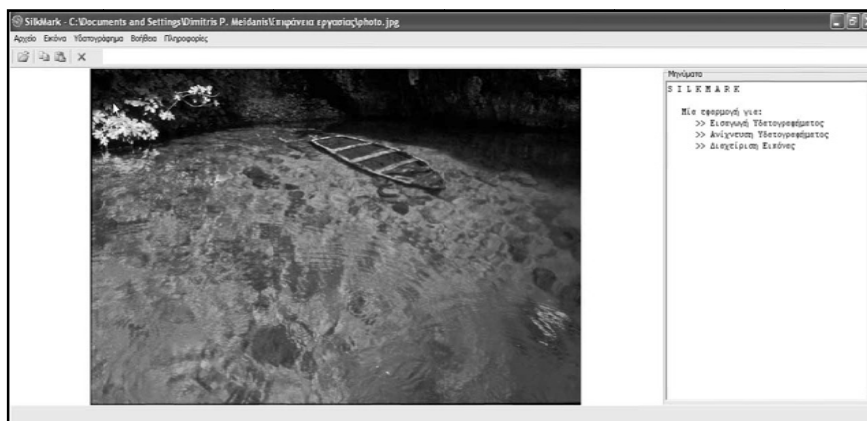 SilkMark - C:\Documents and Settings\Dimitris P. Meidanis\Επιφάνεια εργασίας\photo.jpg
Αρχείο Εικόνα Υδατογράφημα Βοήθεια Πληροφορίες
Μηνύματα
S I L K M A R K
Μία εφαρμογή για:
>> Εισαγωγή Υδατογραφήματος
>> Ανίχνευση Υδατογραφήματος
>> Διαχείριση Εικόνας